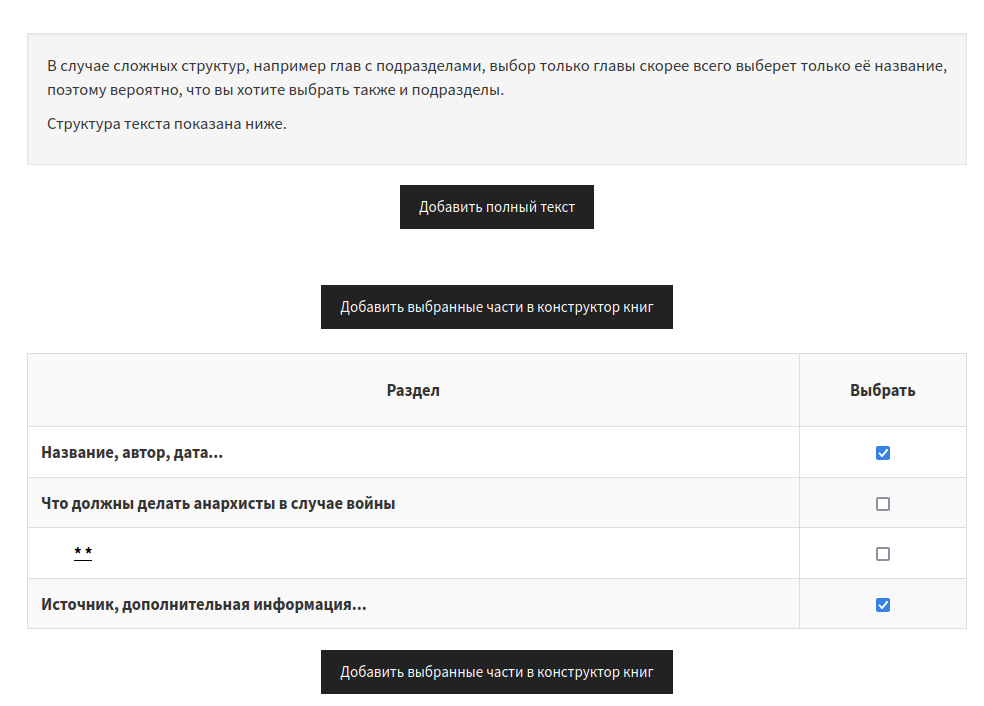 В случае сложных структур, например глав с подразделами, выбор только главы скорее всего выберет только её название,
поэтому вероятно, что вы хотите выбрать также и подразделы.
Структура текста показана ниже.
Добавить полный текст
Добавить выбранные части в конструктор книг
Раздел Выбрать
Название, автор, дата...
Что должны делать анархисты в случае войны
* *
Источник, дополнительная информация...
Добавить выбранные части в конструктор книг